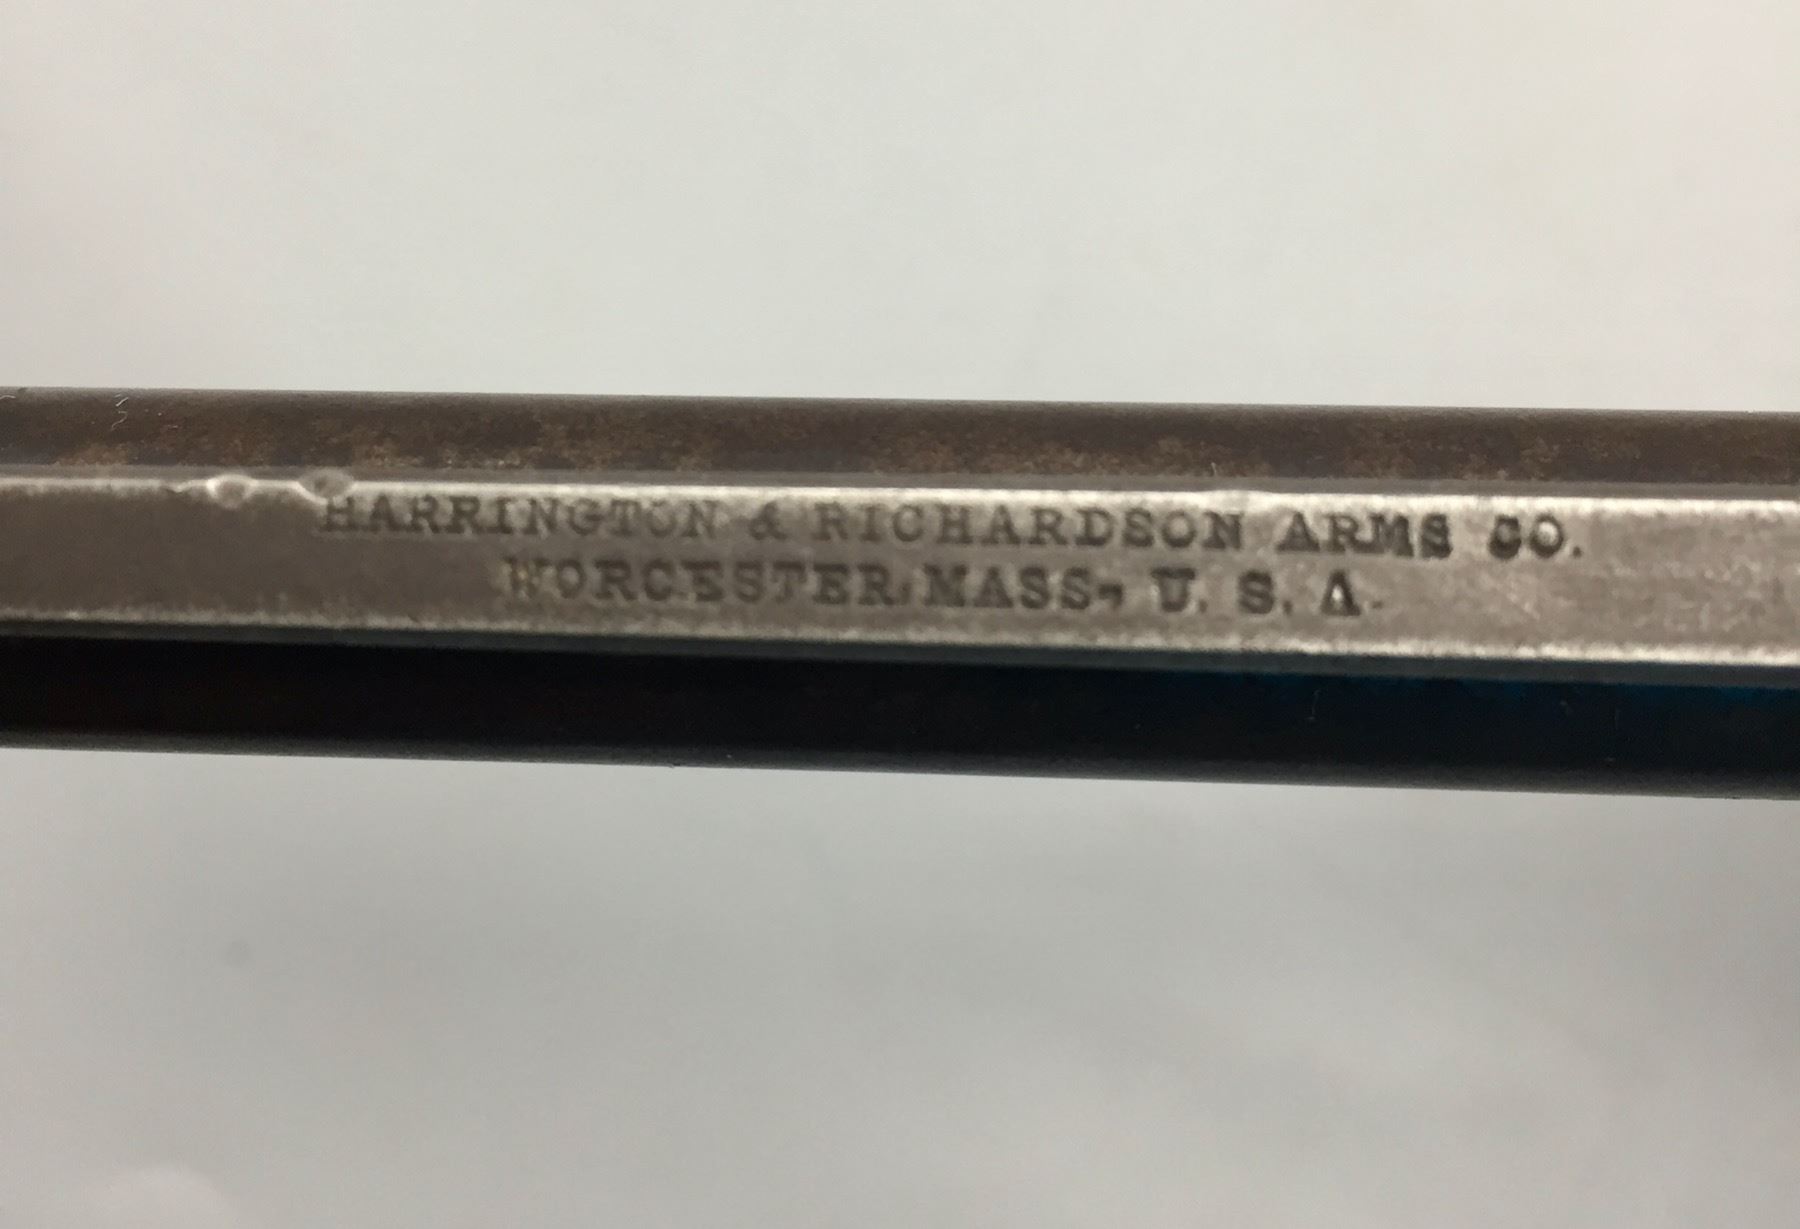 HARRINGTON & RICHARDSON ARMS CO.
WORCESTER, MASS., U. S. A.